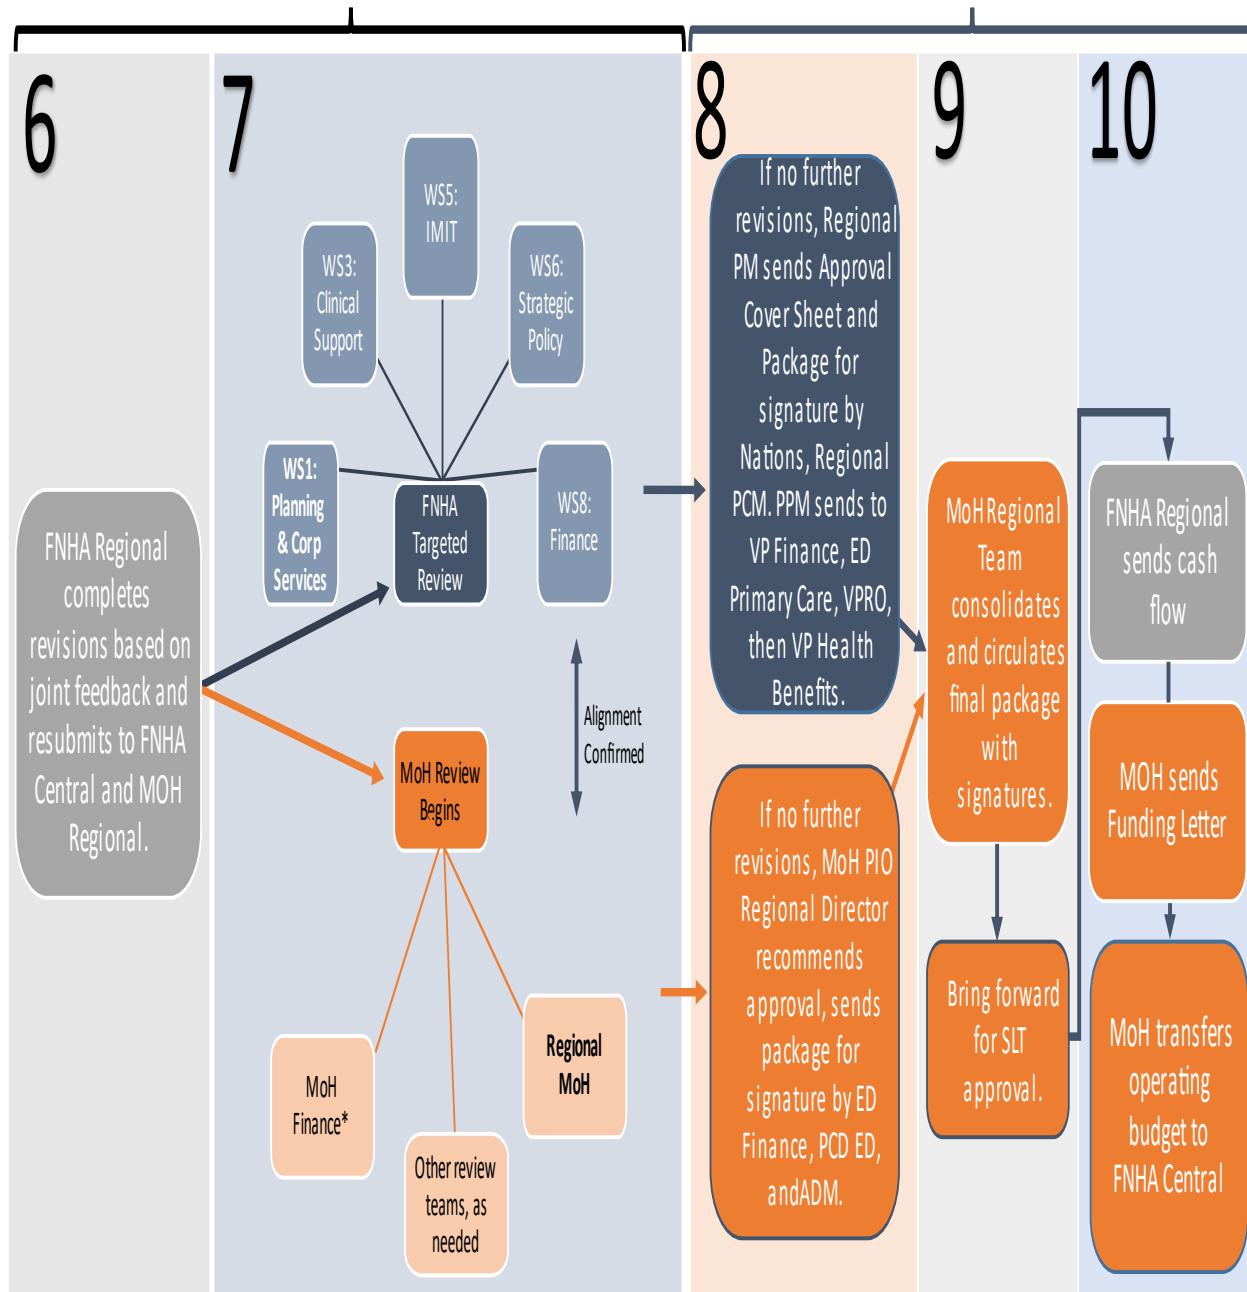 6
7
8
9
10
FNHA Regional
completes
revisions based on
joint feedback and
resubmits to FNHA
Central and MOH
Regional.
WS5:
IMIT
WS3:
Clinical
Support
WS6:
Strategic
Policy
WS1:
Planning
& Corp
Services
FNHA
Targeted
Review
WS8:
Finance
Alignment
Confirmed
MoH Review
Begins
MoH
Finance*
Other review
teams, as
needed
Regional
MoH
If no further
revisions, Regional
PM sends Approval
Cover Sheet and
Package for
signature by
Nations, Regional
PCM. PPM sends to
VP Finance, ED
Primary Care, VPRO,
then VP Health
Benefits.
If no further
revisions, MoH PIO
Regional Director
recommends
approval, sends
package for
signature by ED
Finance, PCD ED,
andADM.
MoH Regional
Team
consolidates
and circulates
final package
with
signatures.
Bring forward
for SLT
approval.
FNHA Regional
sends cash
flow
MOH sends
Funding Letter
MoH transfers
operating
budget to
FNHA Central